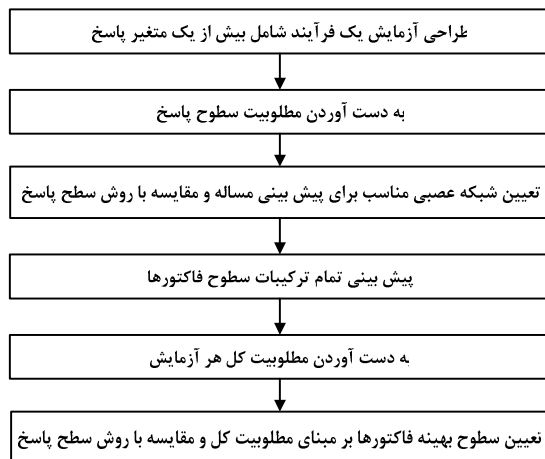 طراحی آزمایش یک فرآیند شامل بیش از یک متغیر پاسخ
به دست آوردن مطلوبیت سطوح پاسخ
تعیین شبکه عصبی مناسب برای پیش بینی مساله و مقایسه با روش سطح پاسخ
پیش بینی تمام ترکیبات سطوح فاکتورها
به دست آوردن مطلوبیت کل هر آزمایش
تعیین سطوح بهینه فاکتورها بر مبنای مطلوبیت کل و مقایسه با روش سطح پاسخ